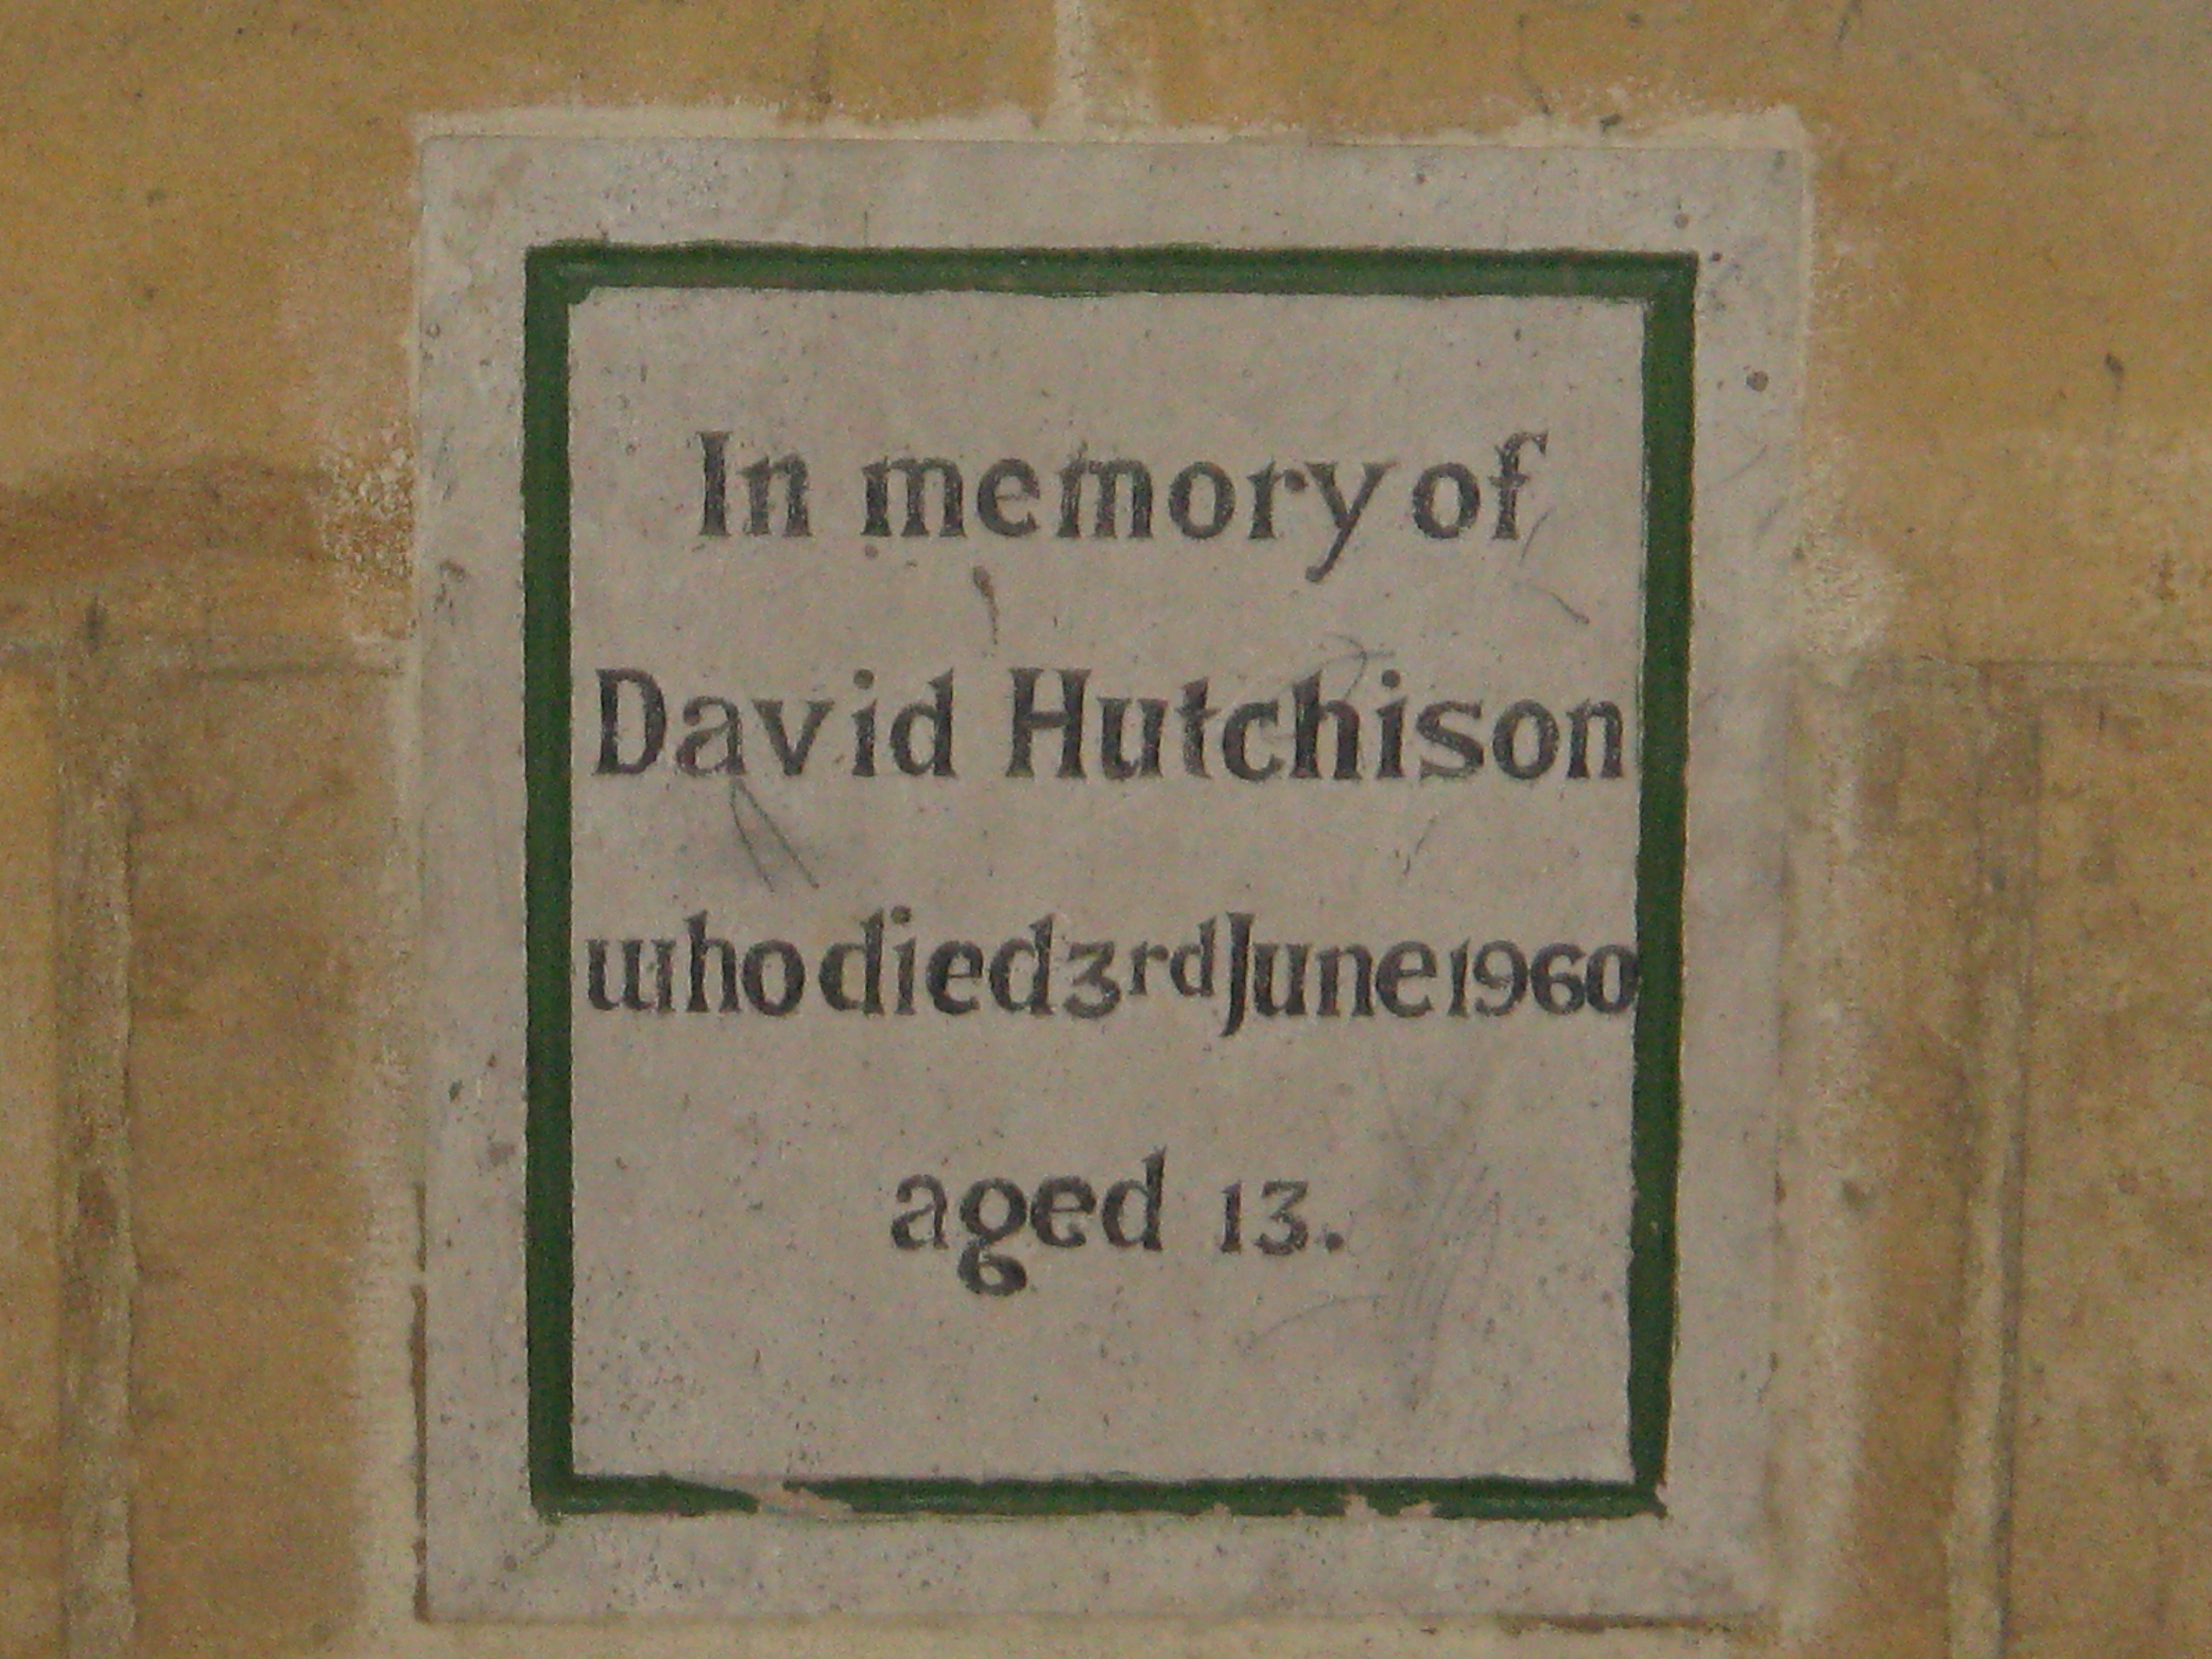 In memory of
David Hutchison
who died 3rd June 1960
aged 13.